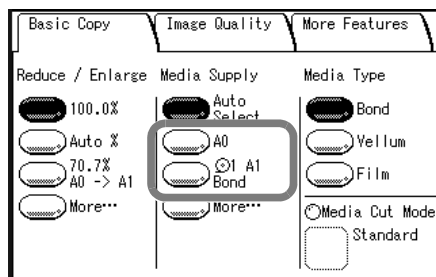 Basic Copy
Image Quality
More Features
Reduce / Enlarge
100.0%
Auto %
70.7%
A0 -> A1
More…
Media Supply
Auto
Select
A0
1 A1
Bond
More…
Media Type
Bond
Vellum
Film
Media Cut Mode
Standard